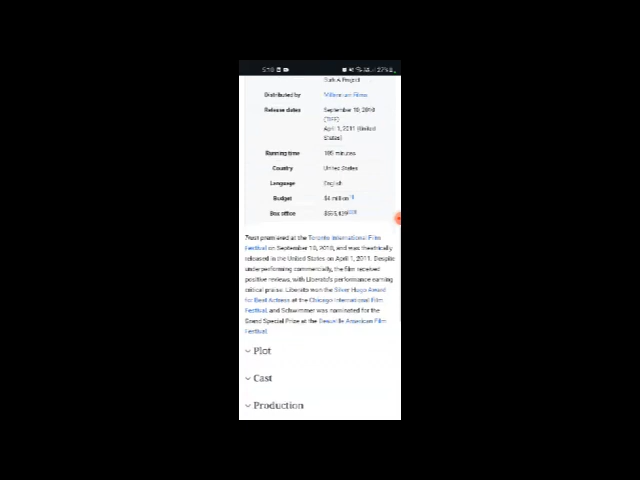 Distributed by Millennium Films
Release dates September 10, 2010
(TIFF)
April 1, 2011 (United
States)
Running time minutes
Country United States
Language English
Budget $4 million
Box office
Trust premiered at the Toronto International Film
Festival on September 10, 2010, and was theatrically
released in the United States on April 1, 2011. Despite
underperforming commercially, the film received
positive reviews, with Liberato's performance earning
critical praise. Liberato won the Silver Hugo Award
for Best Actress at the Chicago International Film
Festival, and Schwimmer was nominated for the
Grand Special Prize at the Deauville American Film
Festival.
Plot
Cast
Production